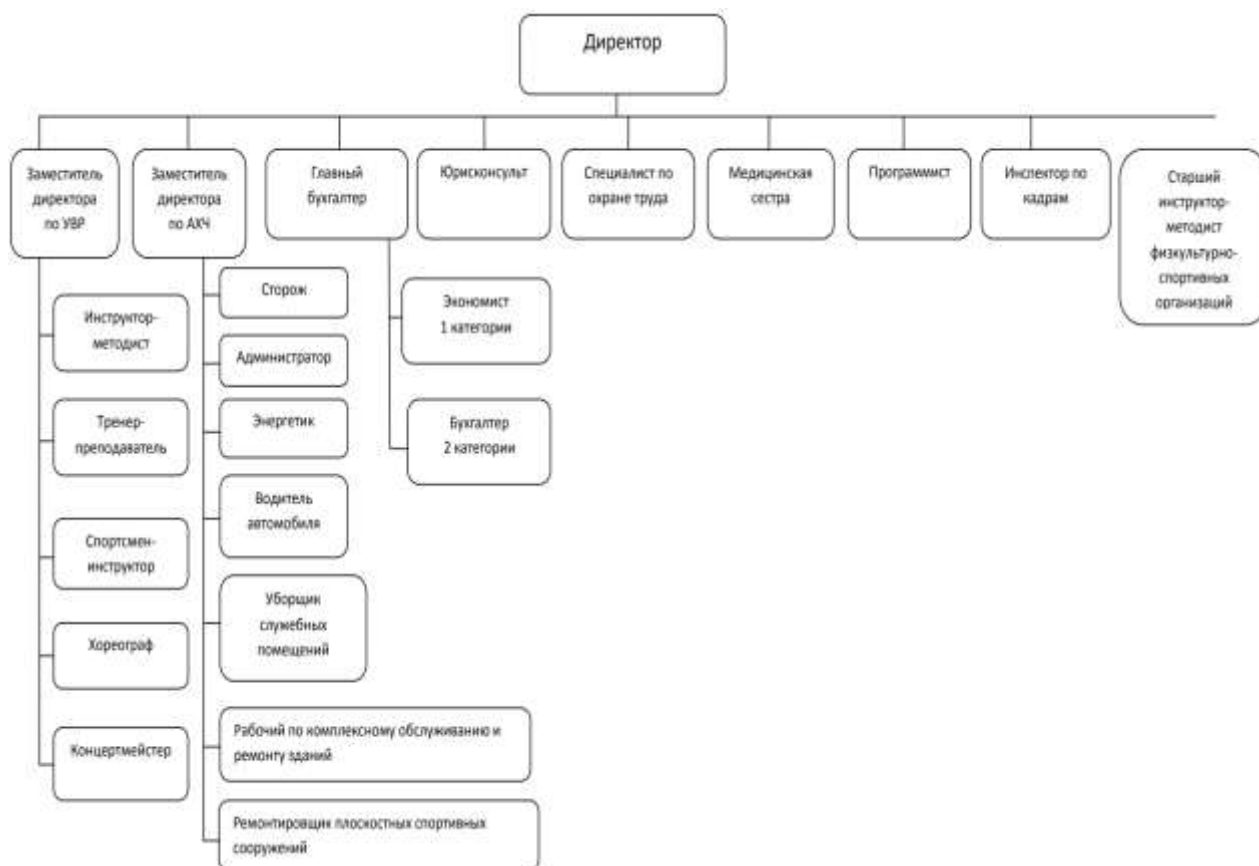 Директор
Заместитель
директора
по УВР
Заместитель
директора
по АХЧ
Главный
бухгалтер
Юрисконсульт
Специалист по
охране труда
Медицинская
сестра
Программист
Инспектор по
кадрам
Старший
инструктор-
методист
физкультурно-
спортивных
организаций
Инструктор-
методист
Тренер-
преподаватель
Спортсмен-
инструктор
Хореограф
Концертмейстер
Сторож
Администратор
Энергетик
Водитель
автомобиля
Уборщик
служебных
помещений
Рабочий по комплексному обслуживанию и
ремонту зданий
Ремонтировщик плоскостных спортивных
сооружений
Экономист
1 категории
Бухгалтер
2 категории